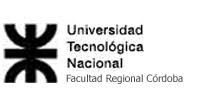 Universidad
Tecnológica
Nacional
Facultad Regional Córdoba